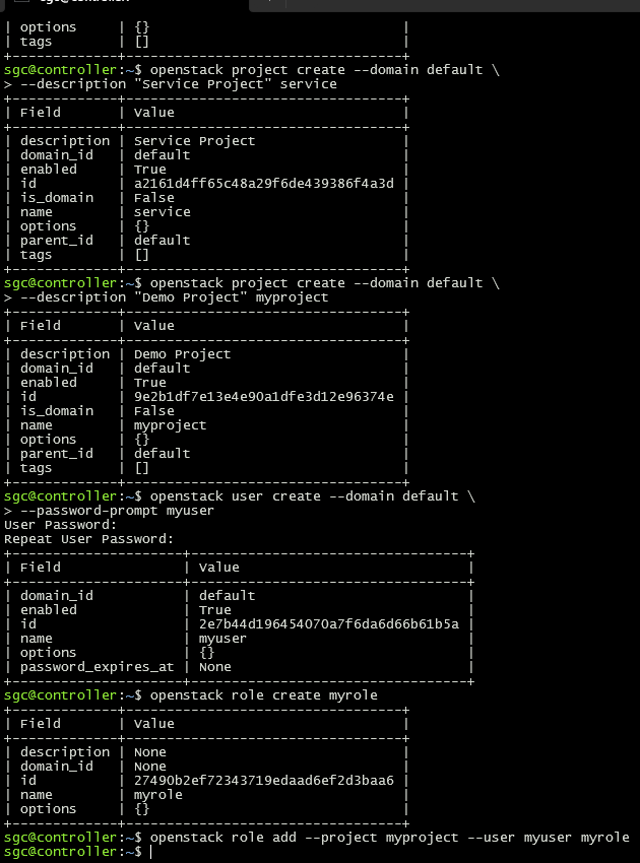 | options     | {}                               |
| tags        | []                               |
+-------------+----------------------------------+
sgc@controller:~$ openstack project create --domain default \
> --description "Service Project" service
+-------------+----------------------------------+
| Field       | Value                            |
+-------------+----------------------------------+
| description | Service Project                  |
| domain_id   | default                          |
| enabled     | True                             |
| id          | a2161d4ff65c48a29f6de439386f4a3d |
| is_domain   | False                            |
| name        | service                          |
| options     | {}                               |
| parent_id   | default                          |
| tags        | []                               |
+-------------+----------------------------------+
sgc@controller:~$ openstack project create --domain default \
> --description "Demo Project" myproject
+-------------+----------------------------------+
| Field       | Value                            |
+-------------+----------------------------------+
| description | Demo Project                     |
| domain_id   | default                          |
| enabled     | True                             |
| id          | 9e2b1df7e13e4e90a1dfe3d12e96374e |
| is_domain   | False                            |
| name        | myproject                        |
| options     | {}                               |
| parent_id   | default                          |
| tags        | []                               |
+-------------+----------------------------------+
sgc@controller:~$ openstack user create --domain default \
> --password-prompt myuser
User Password:
Repeat User Password:
+---------------------+----------------------------------+
| Field               | Value                            |
+---------------------+----------------------------------+
| domain_id           | default                          |
| enabled             | True                             |
| id                  | 2e7b44d196454070a7f6da6d66b61b5a |
| name                | myuser                           |
| options             | {}                               |
| password_expires_at | None                             |
+---------------------+----------------------------------+
sgc@controller:~$ openstack role create myrole
+-------------+----------------------------------+
| Field       | Value                            |
+-------------+----------------------------------+
| description | None                             |
| domain_id   | None                             |
| id          | 27490b2ef72343719edaad6ef2d3baa6 |
| name        | myrole                           |
| options     | {}                               |
+-------------+----------------------------------+
sgc@controller:~$ openstack role add --project myproject --user myuser myrole
sgc@controller:~$